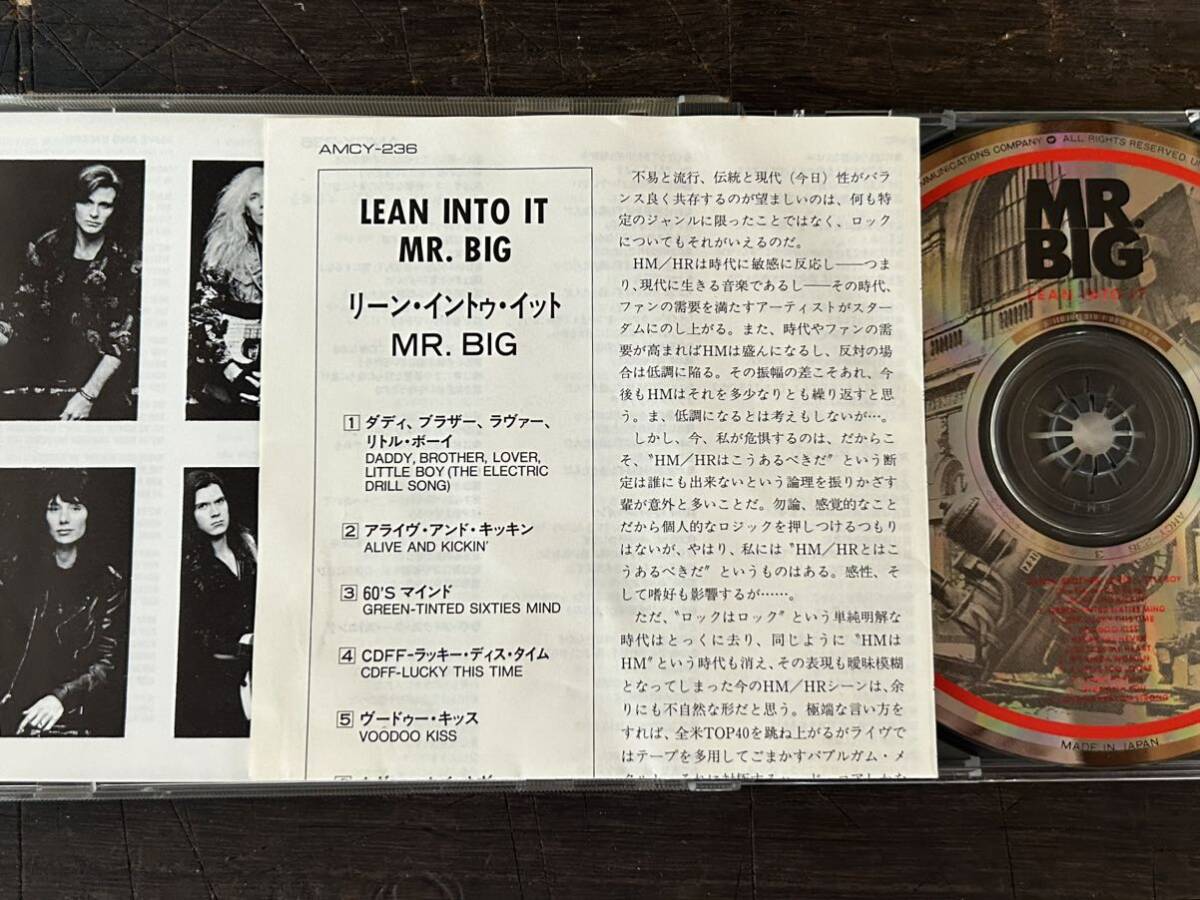 AMCY-236
LEAN INTO IT
MR. BIG
リーン・イントゥ・イット
MR. BIG
1 ダディ、ブラザー、ラヴァー、
リトル・ボーイ
DADDY, BROTHER, LOVER,
LITTLE BOY (THE ELECTRIC
DRILL SONG)
2 アライヴ・アンド・キッキン
ALIVE AND KICKIN'
3 60'S マインド
GREEN-TINTED SIXTIES MIND
4 CDFF-ラッキー・ディス・タイム
CDFF-LUCKY THIS TIME
5 ヴードゥー・キッス
VOODOO KISS
不易と流行、伝統と現代（今日）性がバラ
ンス良く共存するのが望ましいのは、何も特
定のジャンルに限ったことではなく、ロック
についてもそれがいえるのだ。
HM／HRは時代に敏感に反応し――つま
り、現代に生きる音楽であるし――その時代、
ファンの需要を満たすアーティストがスター
ダムにのし上がる。また、時代やファンの需
要が高まればHMは盛んになるし、反対の場
合は低調に陥る。その振幅の差こそあれ、今
後もHMはそれを多少なりとも繰り返すと思
う。ま、低調になるとは考えもしないが…。
しかし、今、私が危惧するのは、だからこ
そ、〝HM／HRはこうあるべきだ〞という断
定は誰にも出来ないという論理を振りかざす
輩が意外と多いことだ。勿論、感覚的なこと
だから個人的なロジックを押しつけるつもり
はないが、やはり、私には〝HM／HRとはこ
うあるべきだ〞というものはある。感性、そ
して嗜好も影響するが……。
ただ、〝ロックはロック〞という単純明解な
時代はとっくに去り、同じように〝HMは
HM〞という時代も消え、その表現も曖昧模糊
となってしまった今のHM／HRシーンは、余
りにも不自然な形だと思う。極端な言い方を
すれば、全米TOP40を跳ね上がるがライヴで
はテープを多用してごまかすバブルガム・メ
MMUNICATIONS COMPANY ALL RIGHTS RESERVED. U
MR.
BIG
LEAN INTO IT
AMCY-236 3
MADE IN JAPAN